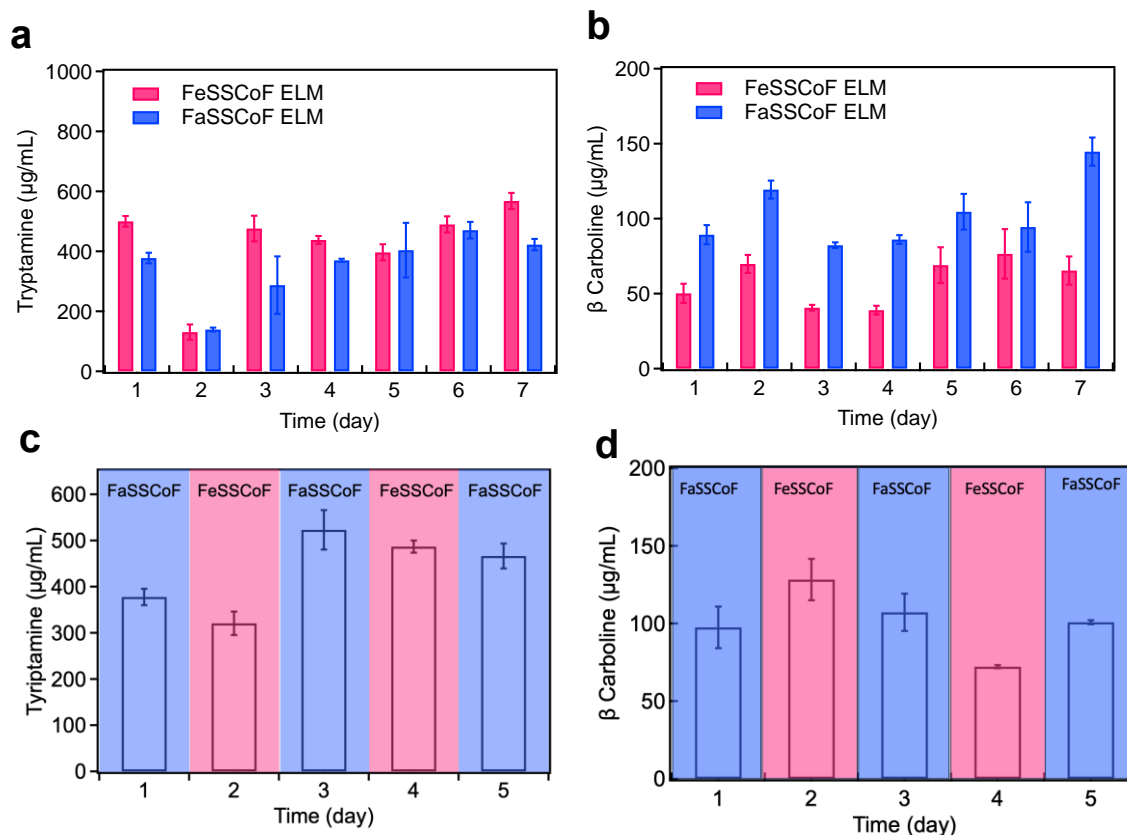 a
1000
800
600
400
200
0
Tryptamine (µg/mL)
FeSSCoF ELM
FaSSCoF ELM
1 2 3 4 5 6 7
Time (day)
b
200
150
100
50
0
β Carboline (µg/mL)
FeSSCoF ELM
FaSSCoF ELM
1 2 3 4 5 6 7
Time (day)
c
600
500
400
300
200
100
0
Tyriptamine (µg/mL)
FaSSCoF FeSSCoF FaSSCoF FeSSCoF FaSSCoF
1 2 3 4 5
Time (day)
d
200
150
100
50
0
β Carboline (µg/mL)
FaSSCoF FeSSCoF FaSSCoF FeSSCoF FaSSCoF
1 2 3 4 5
Time (day)